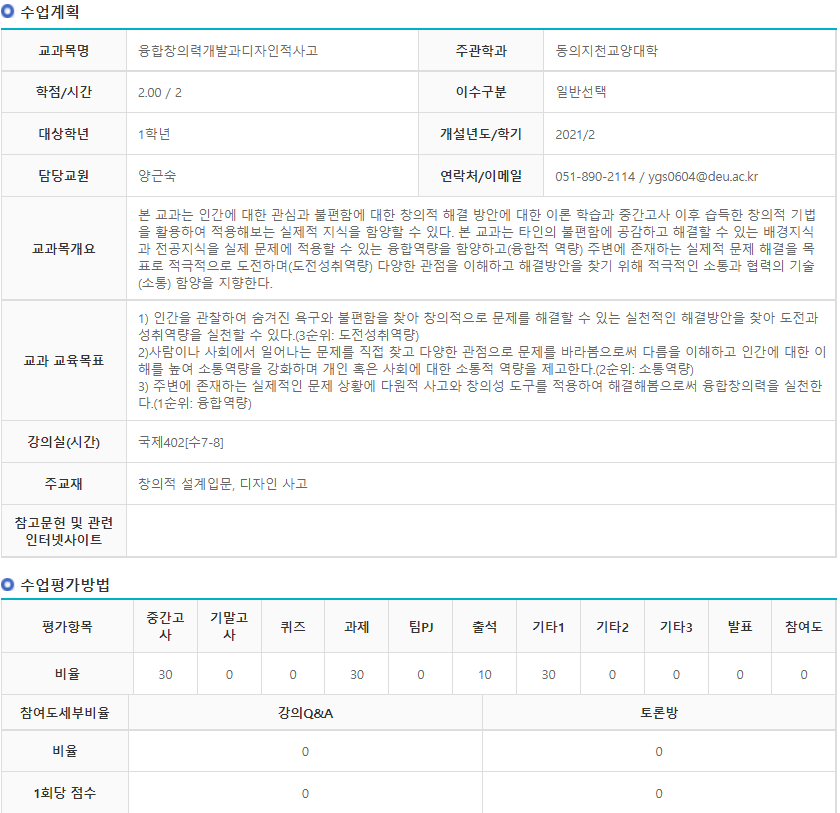 수업계획
교과목명 융합창의력개발과디자인적사고 주관학과 동의지천교양대학
학점/시간 2.00 / 2 이수구분 일반선택
대상학년 1학년 개설년도/학기 2021/2
담당교원 양근숙 연락처/이메일 051-890-2114 / ygs0604@deu.ac.kr
교과목개요
본 교과는 인간에 대한 관심과 불편함에 대한 창의적 해결 방안에 대한 이론 학습과 중간고사 이후 습득한 창의적 기법
을 활용하여 적용해보는 실제적 지식을 함양할 수 있다. 본 교과는 타인의 불편함에 공감하고 해결할 수 있는 배경지식
과 전공지식을 실제 문제에 적용할 수 있는 융합역량을 함양하고(융합적 역량) 주변에 존재하는 실제적 문제 해결을 목
표로 적극적으로 도전하며(도전성취역량) 다양한 관점을 이해하고 해결방안을 찾기 위해 적극적인 소통과 협력의 기술
(소통) 함양을 지향한다.
교과 교육목표
1) 인간을 관찰하여 숨겨진 욕구와 불편함을 찾아 창의적으로 문제를 해결할 수 있는 실천적인 해결방안을 찾아 도전과
성취역량을 실천할 수 있다.(3순위: 도전성취역량)
2)사람이나 사회에서 일어나는 문제를 직접 찾고 다양한 관점으로 문제를 바라봄으로써 다름을 이해하고 인간에 대한 이
해를 높여 소통역량을 강화하며 개인 혹은 사회에 대한 소통적 역량을 제고한다.(2순위: 소통역량)
3) 주변에 존재하는 실제적인 문제 상황에 다원적 사고와 창의성 도구를 적용하여 해결해봄으로써 융합창의력을 실천한
다.(1순위: 융합역량)
강의실(시간) 국제402[수7-8]
주교재 창의적 설계입문, 디자인 사고
참고문헌 및 관련
인터넷사이트
수업평가방법
평가항목 중간고사 기말고사 퀴즈 과제 팀PJ 출석 기타1 기타2 기타3 발표 참여도
비율 30 0 0 30 0 10 30 0 0 0 0
참여도세부비율 강의Q&A 토론방
비율 0 0
1회당 점수 0 0